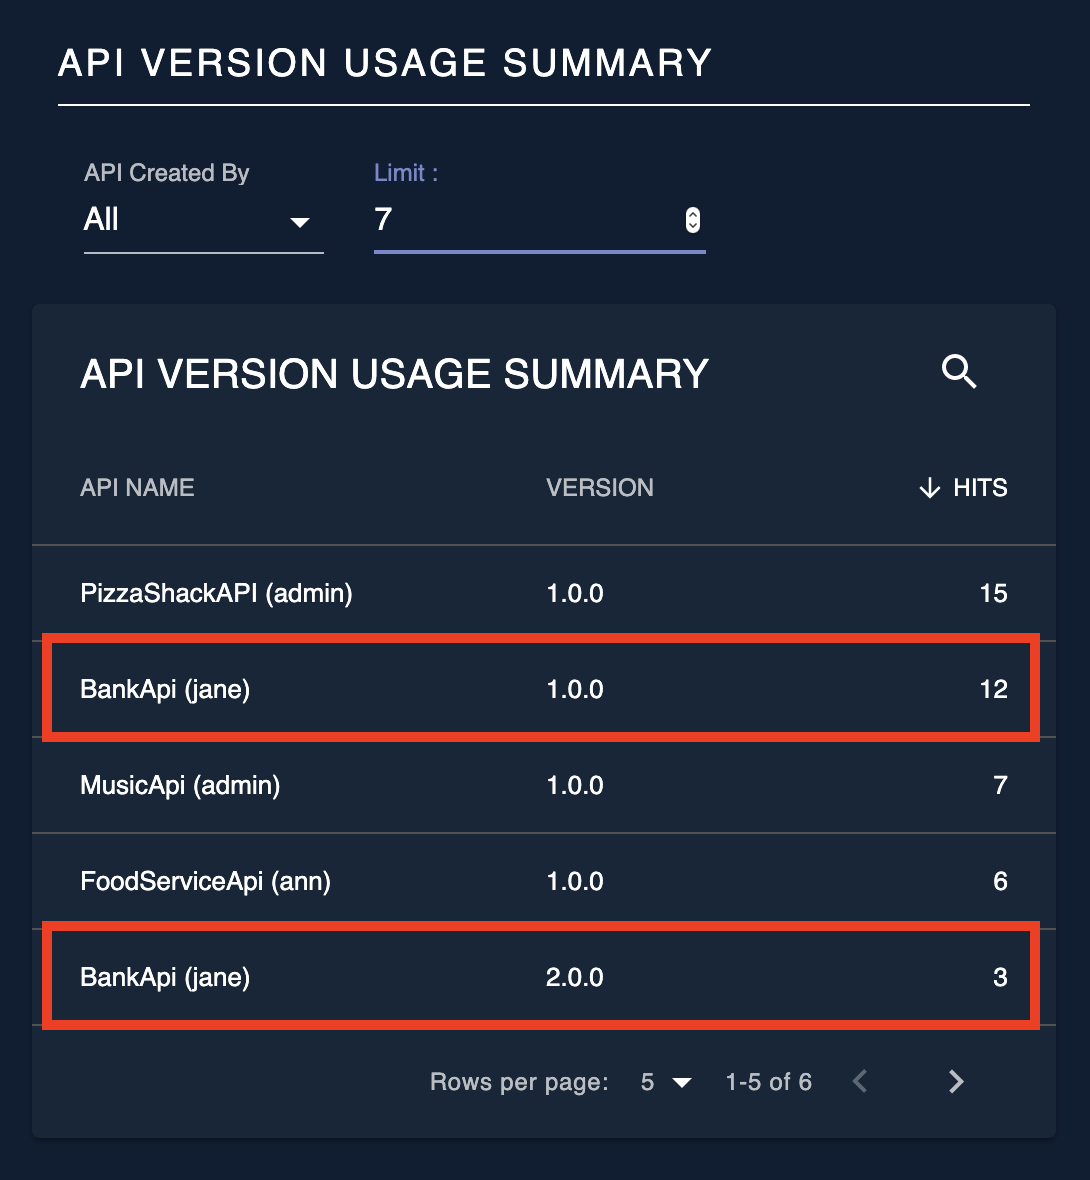 API VERSION USAGE SUMMARY
API Created By
All
Limit :
7
API VERSION USAGE SUMMARY
API NAME VERSION HITS
PizzaShackAPI (admin) 1.0.0 15
BankApi (jane) 1.0.0 12
MusicApi (admin) 1.0.0 7
FoodServiceApi (ann) 1.0.0 6
BankApi (jane) 2.0.0 3
Rows per page: 5 1-5 of 6